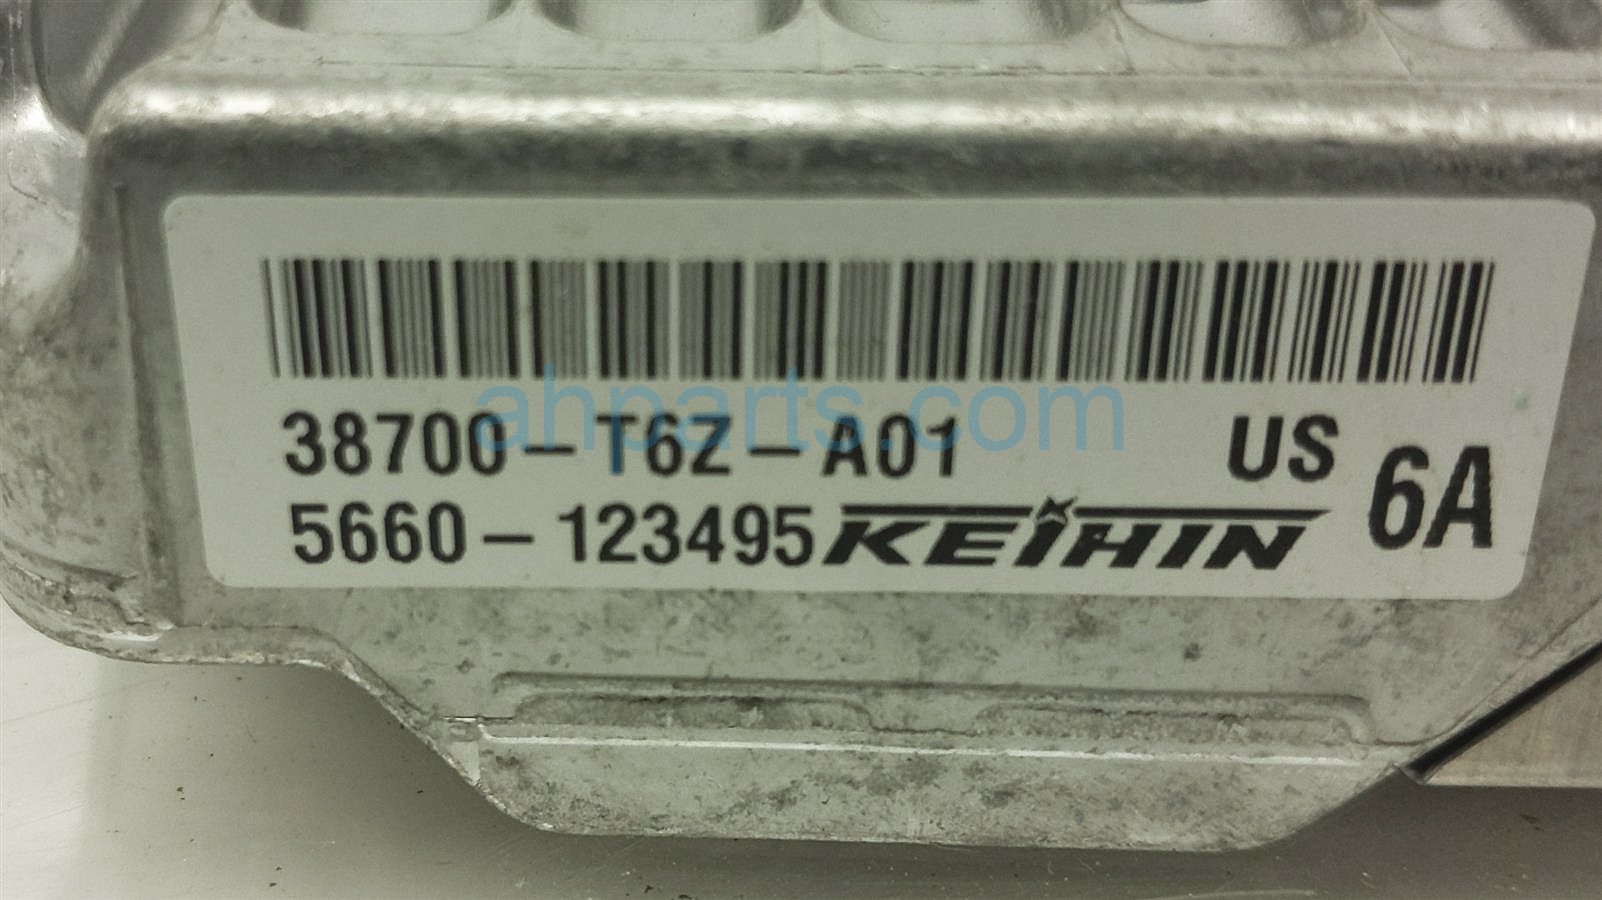 38700-T6Z-A01 US
5660-123495 KEIHIN 6A
ahparts.com